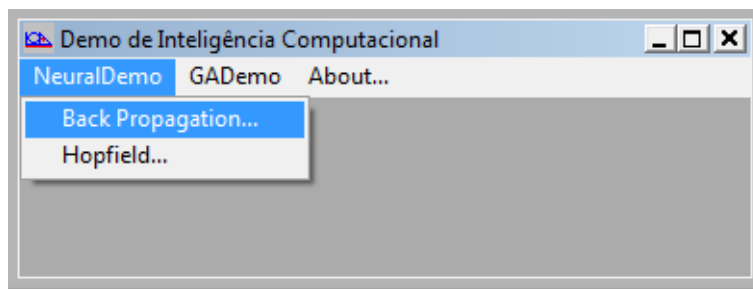 Demo de Inteligência Computacional
NeuralDemo GADemo About...
Back Propagation...
Hopfield...